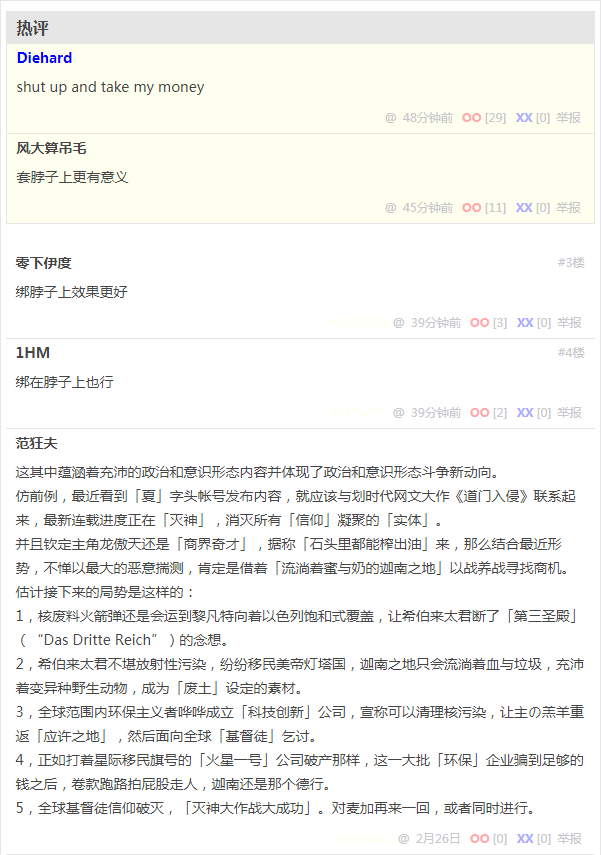 热评
Diehard
shut up and take my money
@ 48分钟前 OO [29] XX [0] 举报
风大算吊毛
套脖子上更有意义
@ 45分钟前 OO [11] XX [0] 举报
零下伊度 #3楼
绑脖子上效果更好
@ 39分钟前 OO [3] XX [0] 举报
1HM #4楼
绑在脖子上也行
@ 39分钟前 OO [2] XX [0] 举报
范狂夫
这其中蕴涵着充沛的政治和意识形态内容并体现了政治和意识形态斗争新动向。
仿前例，最近看到「夏」字头帐号发布内容，就应该与划时代网文大作《道门入侵》联系起
来，最新连载进度正在「灭神」，消灭所有「信仰」凝聚的「实体」。
并且钦定主角龙傲天还是「商界奇才」，据称「石头里都能榨出油」来，那么结合最近形
势，不惮以最大的恶意揣测，肯定是借着「流淌着蜜与奶的迦南之地」以战养战寻找商机。
估计接下来的局势是这样的：
1，核废料火箭弹还是会运到黎凡特向着以色列饱和式覆盖，让希伯来太君断了「第三圣殿」
（ “Das Dritte Reich” ）的念想。
2，希伯来太君不堪放射性污染，纷纷移民美帝灯塔国，迦南之地只会流淌着血与垃圾，充沛
着变异种野生动物，成为「废土」设定的素材。
3，全球范围内环保主义者哗哗成立「科技创新」公司，宣称可以清理核污染，让主の羔羊重
返「应许之地」，然后面向全球「基督徒」乞讨。
4，正如打着星际移民旗号的「火星一号」公司破产那样，这一大批「环保」企业骗到足够的
钱之后，卷款跑路拍屁股走人，迦南还是那个德行。
5，全球基督徒信仰破灭，「灭神大作战大成功」。对麦加再来一回，或者同时进行。
@ 2月26日 OO [0] XX [0] 举报